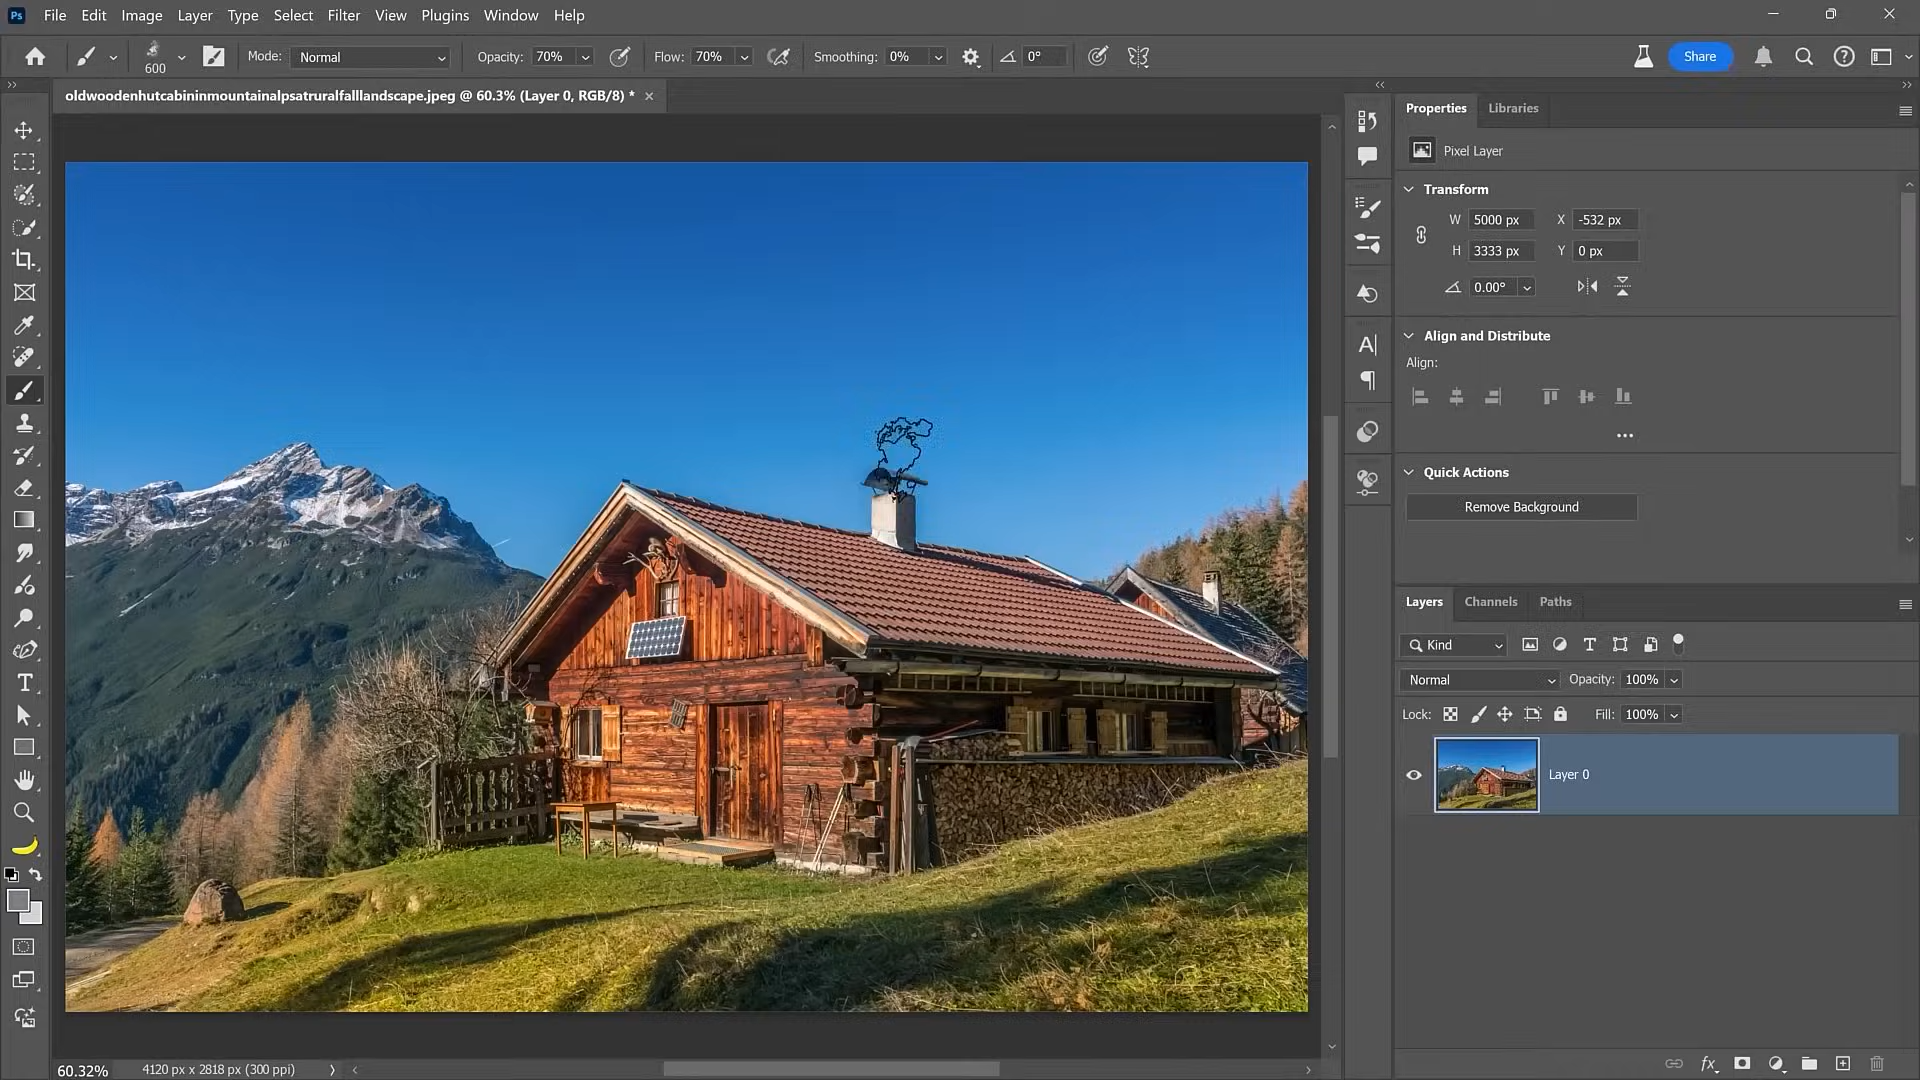 Ps File Edit Image Layer Type Select Filter View Plugins Window Help
600 Mode: Normal Opacity: 70% Flow: 70% Smoothing: 0% 0° Share
oldwoodenhutcabininmountainalpsatruralfalllandscape.jpeg @ 60.3% (Layer 0, RGB/8) *
Properties Libraries
Pixel Layer
Transform
W 5000 px X -532 px
H 3333 px Y 0 px
0.00°
Align and Distribute
Align:
Quick Actions
Remove Background
Layers Channels Paths
Kind
Normal Opacity: 100%
Lock: Fill: 100%
Layer 0
60.32% 4120 px x 2818 px (300 ppi)